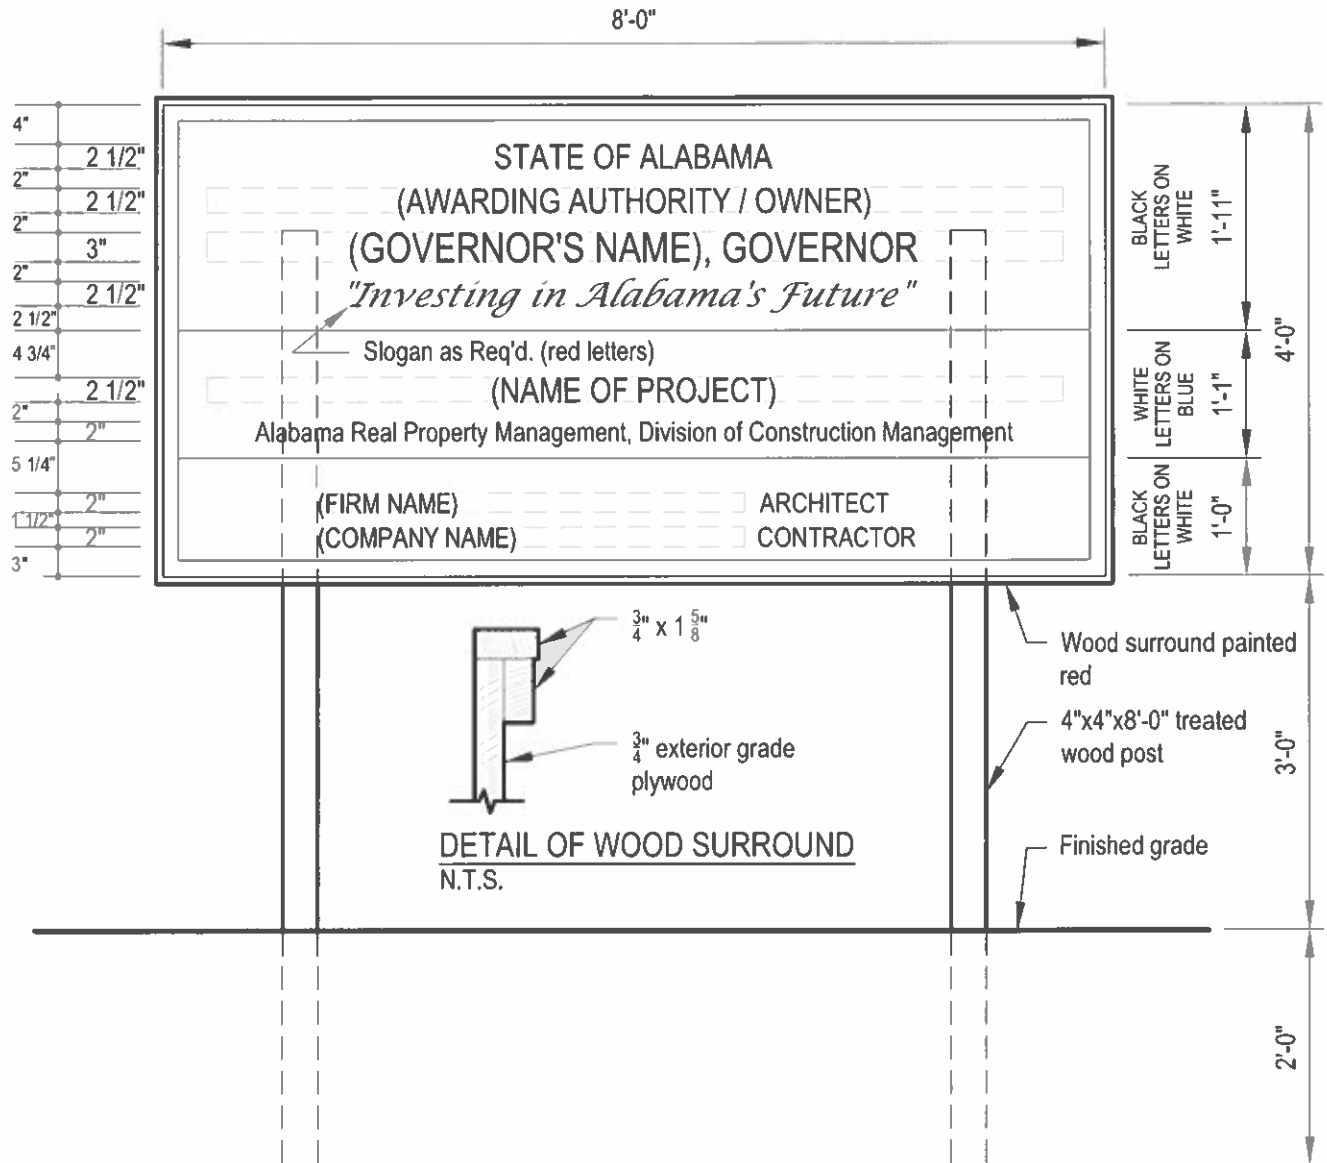 8'-0"
4"
2 1/2"
2"
2 1/2"
2"
3"
2"
2 1/2"
2 1/2"
4 3/4"
2 1/2"
2"
2"
5 1/4"
2"
1 1/2"
2"
3"
STATE OF ALABAMA
(AWARDING AUTHORITY / OWNER)
(GOVERNOR'S NAME), GOVERNOR
"Investing in Alabama's Future"
Slogan as Req'd. (red letters)
(NAME OF PROJECT)
Alabama Real Property Management, Division of Construction Management
(FIRM NAME) ARCHITECT
(COMPANY NAME) CONTRACTOR
BLACK
LETTERS ON
WHITE
1'-11"
WHITE
LETTERS ON
BLUE
1'-1"
BLACK
LETTERS ON
WHITE
1'-0"
4'-0"
3/4" x 1 5/8"
3/4" exterior grade
plywood
DETAIL OF WOOD SURROUND
N.T.S.
Wood surround painted
red
4"x4"x8'-0" treated
wood post
Finished grade
3'-0"
2'-0"